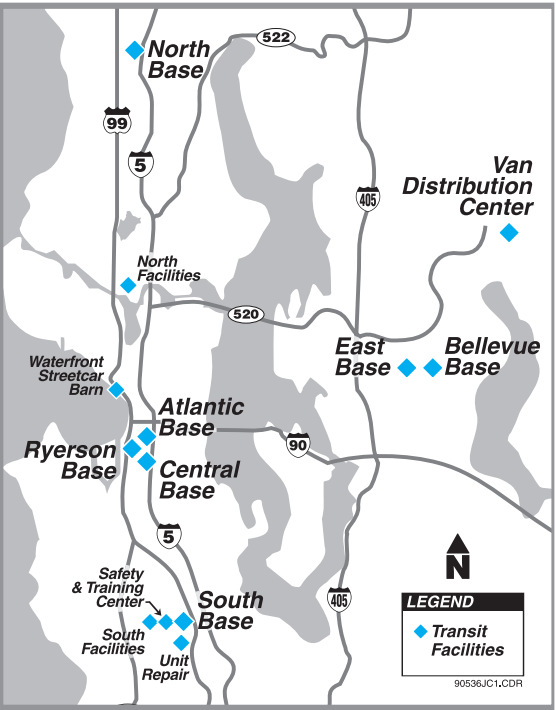 522
North
Base
99
5
405
Van
Distribution
Center
North
Facilities
520
East
Base
Bellevue
Base
Waterfront
Streetcar
Barn
Atlantic
Base
Ryerson
Base
90
Central
Base
5
N
Safety
& Training
Center
South
Base
405
South
Facilities
Unit
Repair
LEGEND
Transit
Facilities
90536JC1.CDR